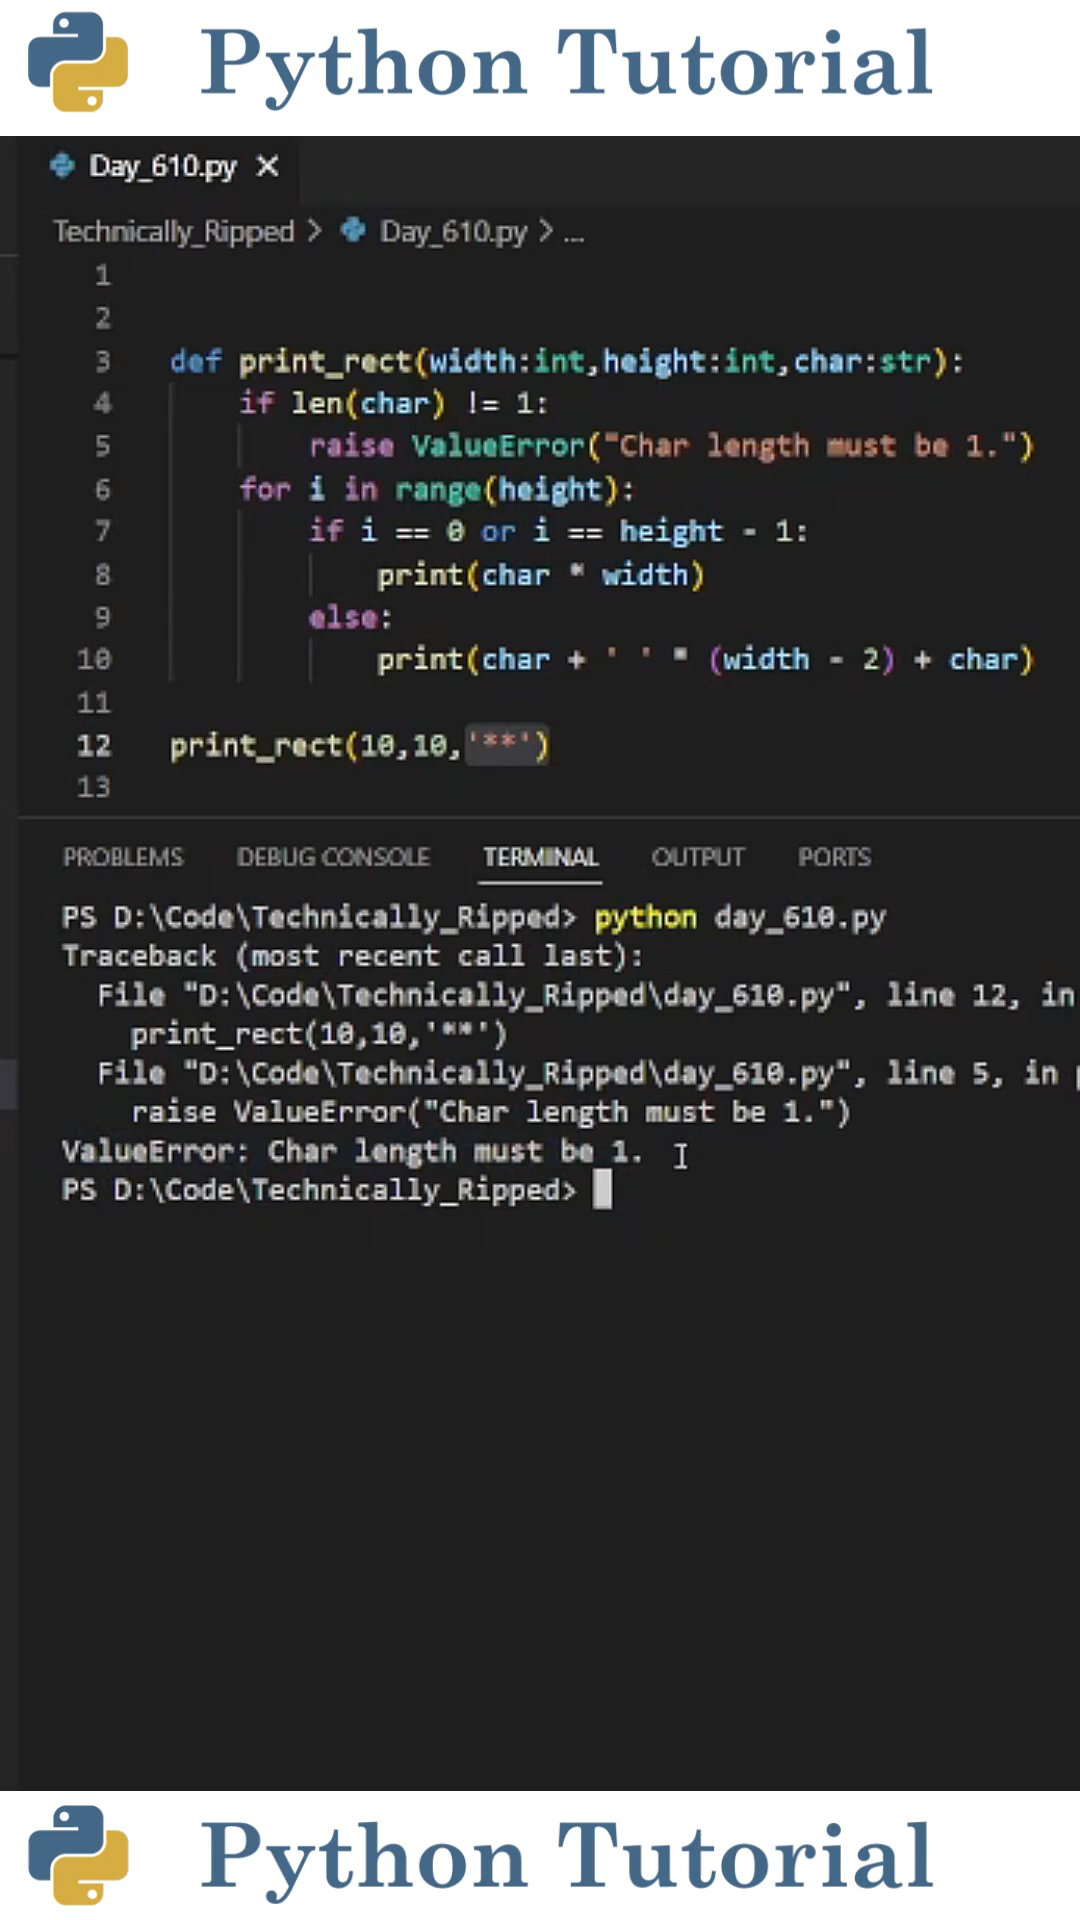 Python Tutorial
Day_610.py ×
Technically_Ripped > Day_610.py > ...
1
2
3 def print_rect(width:int,height:int,char:str):
4 if len(char) != 1:
5 raise ValueError("Char length must be 1.")
6 for i in range(height):
7 if i == 0 or i == height - 1:
8 print(char * width)
9 else:
10 print(char + ' ' * (width - 2) + char)
11
12 print_rect(10,10,'**')
13
PROBLEMS DEBUG CONSOLE TERMINAL OUTPUT PORTS
PS D:\Code\Technically_Ripped> python day_610.py
Traceback (most recent call last):
File "D:\Code\Technically_Ripped\day_610.py", line 12, in
print_rect(10,10,'**')
File "D:\Code\Technically_Ripped\day_610.py", line 5, in
raise ValueError("Char length must be 1.")
ValueError: Char length must be 1.
PS D:\Code\Technically_Ripped>
Python Tutorial